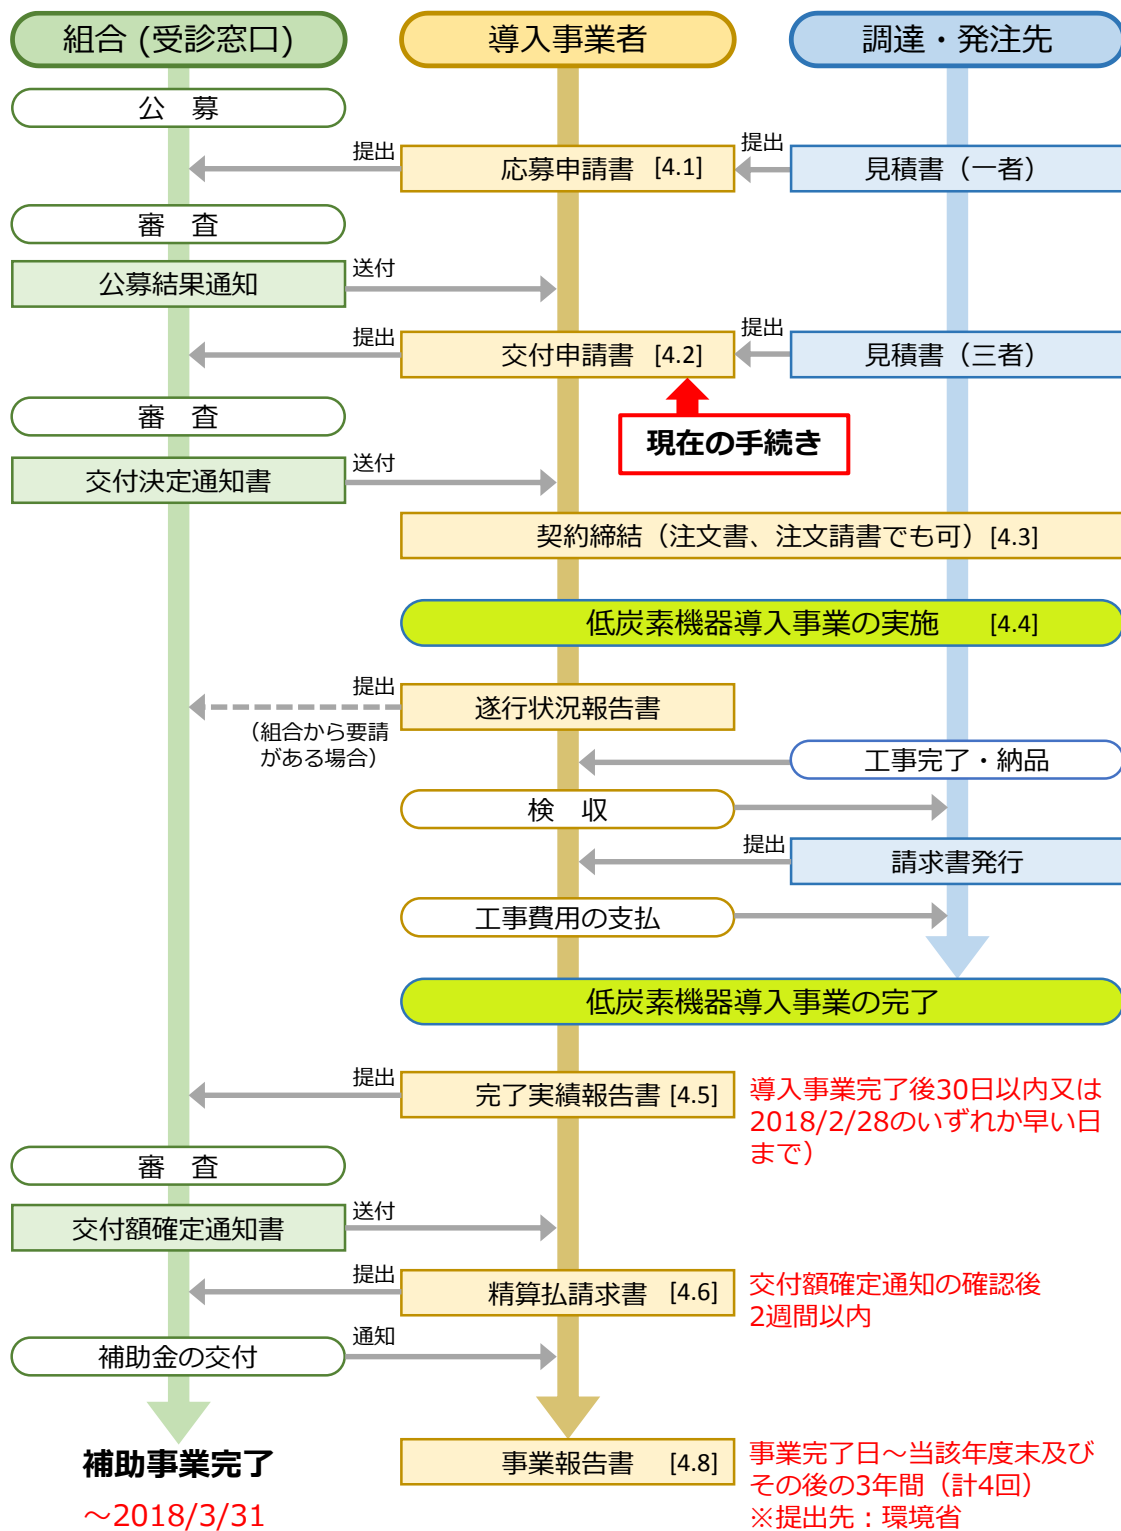 組合 (受診窓口)
導入事業者
調達・発注先
公　募
提出
応募申請書 [4.1]
提出
見積書（一者）
審　査
公募結果通知
送付
提出
交付申請書 [4.2]
提出
見積書（三者）
現在の手続き
審　査
交付決定通知書
送付
契約締結（注文書、注文請書でも可）[4.3]
低炭素機器導入事業の実施 [4.4]
提出
遂行状況報告書
（組合から要請
がある場合）
工事完了・納品
検　収
提出
請求書発行
工事費用の支払
低炭素機器導入事業の完了
提出
完了実績報告書 [4.5]
導入事業完了後30日以内又は
2018/2/28のいずれか早い日
まで）
審　査
交付額確定通知書
送付
提出
精算払請求書 [4.6]
交付額確定通知の確認後
2週間以内
補助金の交付
通知
補助事業完了
～2018/3/31
事業報告書 [4.8]
事業完了日～当該年度末及び
その後の3年間（計4回）
※提出先：環境省